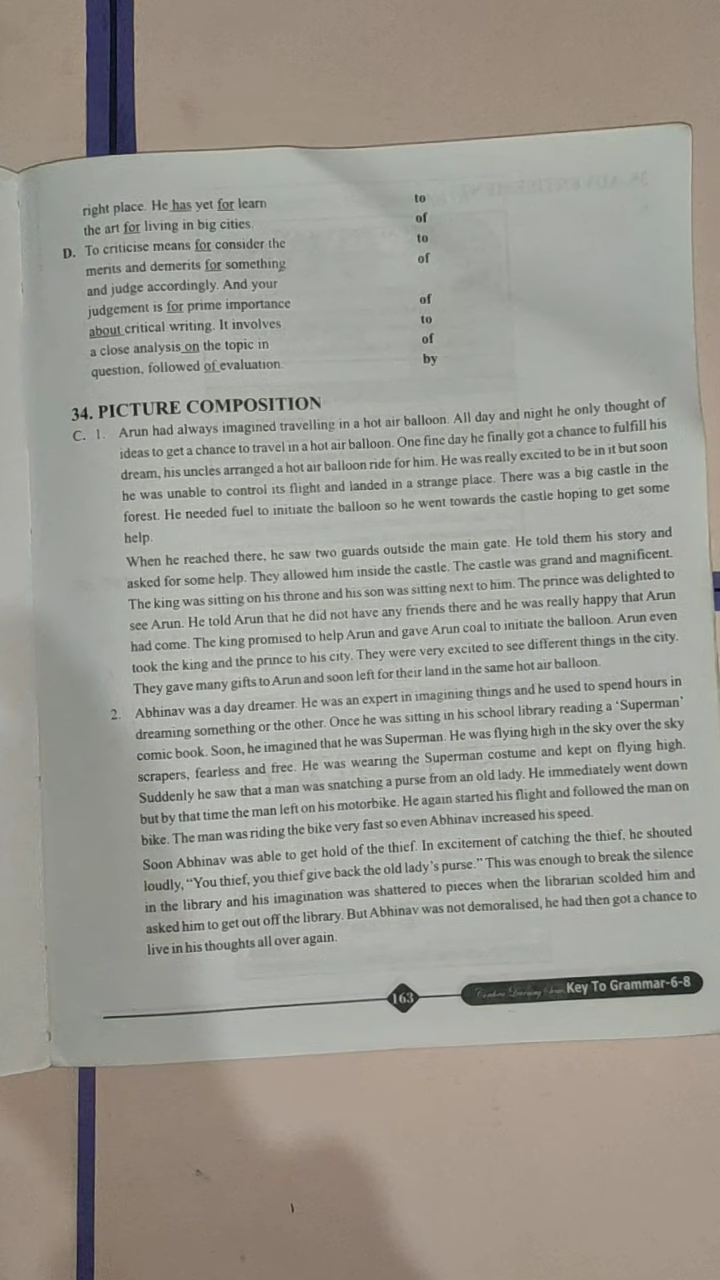 right place. He has yet for learn to
the art for living in big cities. of
D. To criticise means for consider the to
merits and demerits for something of
and judge accordingly. And your
judgement is for prime importance of
about critical writing. It involves to
a close analysis on the topic in of
question, followed of evaluation. by
34. PICTURE COMPOSITION
C. 1. Arun had always imagined travelling in a hot air balloon. All day and night he only thought of
ideas to get a chance to travel in a hot air balloon. One fine day he finally got a chance to fulfill his
dream, his uncles arranged a hot air balloon ride for him. He was really excited to be in it but soon
he was unable to control its flight and landed in a strange place. There was a big castle in the
forest. He needed fuel to initiate the balloon so he went towards the castle hoping to get some
help.
When he reached there, he saw two guards outside the main gate. He told them his story and
asked for some help. They allowed him inside the castle. The castle was grand and magnificent.
The king was sitting on his throne and his son was sitting next to him. The prince was delighted to
see Arun. He told Arun that he did not have any friends there and he was really happy that Arun
had come. The king promised to help Arun and gave Arun coal to initiate the balloon. Arun even
took the king and the prince to his city. They were very excited to see different things in the city.
They gave many gifts to Arun and soon left for their land in the same hot air balloon.
2. Abhinav was a day dreamer. He was an expert in imagining things and he used to spend hours in
dreaming something or the other. Once he was sitting in his school library reading a 'Superman'
comic book. Soon, he imagined that he was Superman. He was flying high in the sky over the sky
scrapers, fearless and free. He was wearing the Superman costume and kept on flying high.
Suddenly he saw that a man was snatching a purse from an old lady. He immediately went down
but by that time the man left on his motorbike. He again started his flight and followed the man on
bike. The man was riding the bike very fast so even Abhinav increased his speed.
Soon Abhinav was able to get hold of the thief. In excitement of catching the thief, he shouted
loudly, "You thief, you thief give back the old lady's purse." This was enough to break the silence
in the library and his imagination was shattered to pieces when the librarian scolded him and
asked him to get out off the library. But Abhinav was not demoralised, he had then got a chance to
live in his thoughts all over again.
163 Learning Key To Grammar-6-8